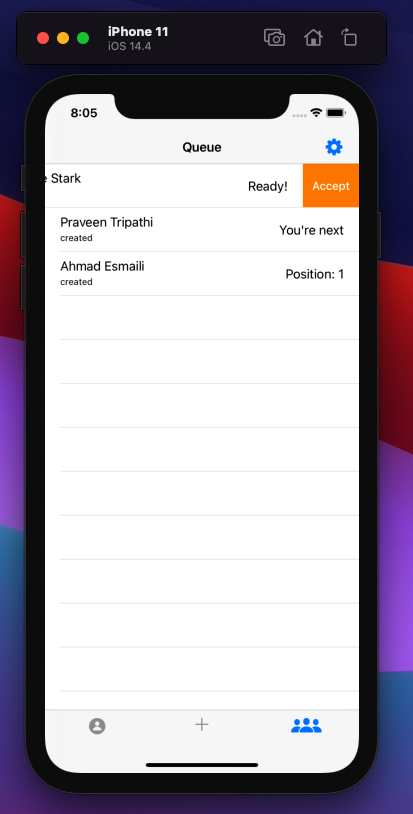 iPhone 11
iOS 14.4
8:05
Queue
e Stark
Ready!
Accept
Praveen Tripathi
created
You're next
Ahmad Esmaili
created
Position: 1